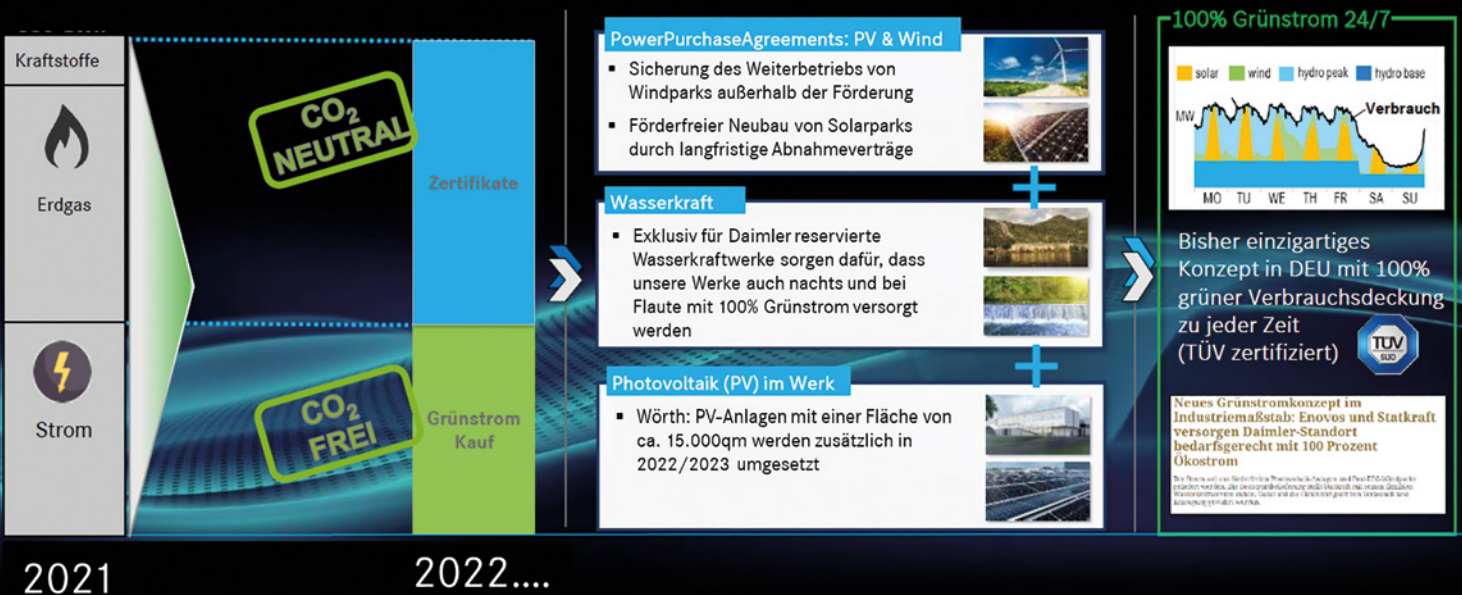 Kraftstoffe
Erdgas
Strom
2021
CO₂
NEUTRAL
CO₂
FREI
Zertifikate
Grünstrom
Kauf
2022....
PowerPurchaseAgreements: PV & Wind
▪ Sicherung des Weiterbetriebs von
Windparks außerhalb der Förderung
▪ Förderfreier Neubau von Solarparks
durch langfristige Abnahmeverträge
Wasserkraft
▪ Exklusiv für Daimler reservierte
Wasserkraftwerke sorgen dafür, dass
unsere Werke auch nachts und bei
Flaute mit 100% Grünstrom versorgt
werden
Photovoltaik (PV) im Werk
▪ Wörth: PV-Anlagen mit einer Fläche von
ca. 15.000qm werden zusätzlich in
2022/2023 umgesetzt
100% Grünstrom 24/7
solar wind hydro peak hydro base
MW
Verbrauch
MO TU WE TH FR SA SU
Bisher einzigartiges
Konzept in DEU mit 100%
grüner Verbrauchsdeckung
zu jeder Zeit
(TÜV zertifiziert)
TÜV
SÜD
Neues Grünstromkonzept im
Industriemaßstab: Enovos und Statkraft
versorgen Daimler-Standort
bedarfsgerecht mit 100 Prozent
Ökostrom